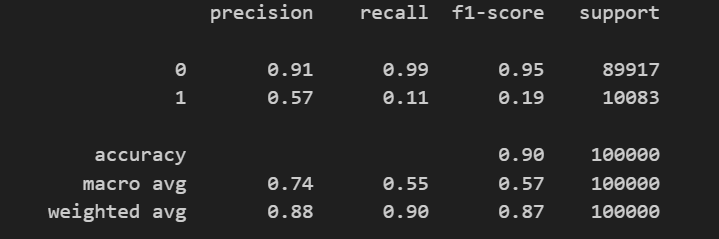 precision recall f1-score support
0 0.91 0.99 0.95 89917
1 0.57 0.11 0.19 10083
accuracy 0.90 100000
macro avg 0.74 0.55 0.57 100000
weighted avg 0.88 0.90 0.87 100000